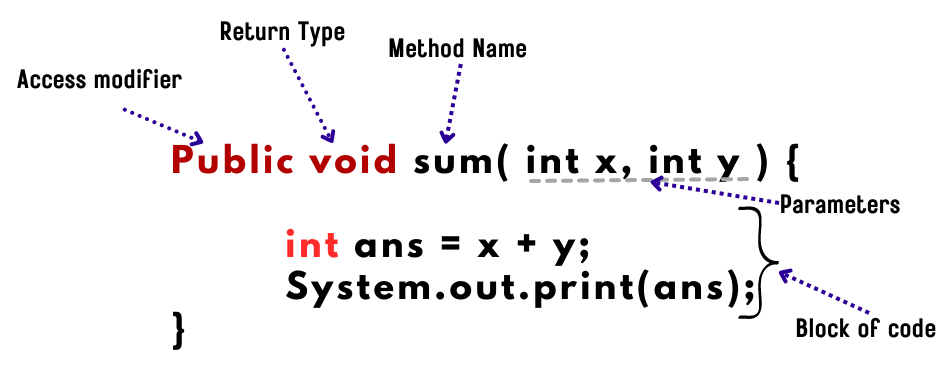 Return Type
Method Name
Access modifier
Public void sum( int x, int y ) {
Parameters
int ans = x + y;
System.out.print(ans);
Block of code
}